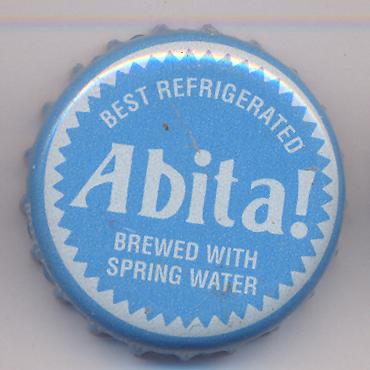 BEST REFRIGERATED
Abita!
BREWED WITH
SPRING WATER